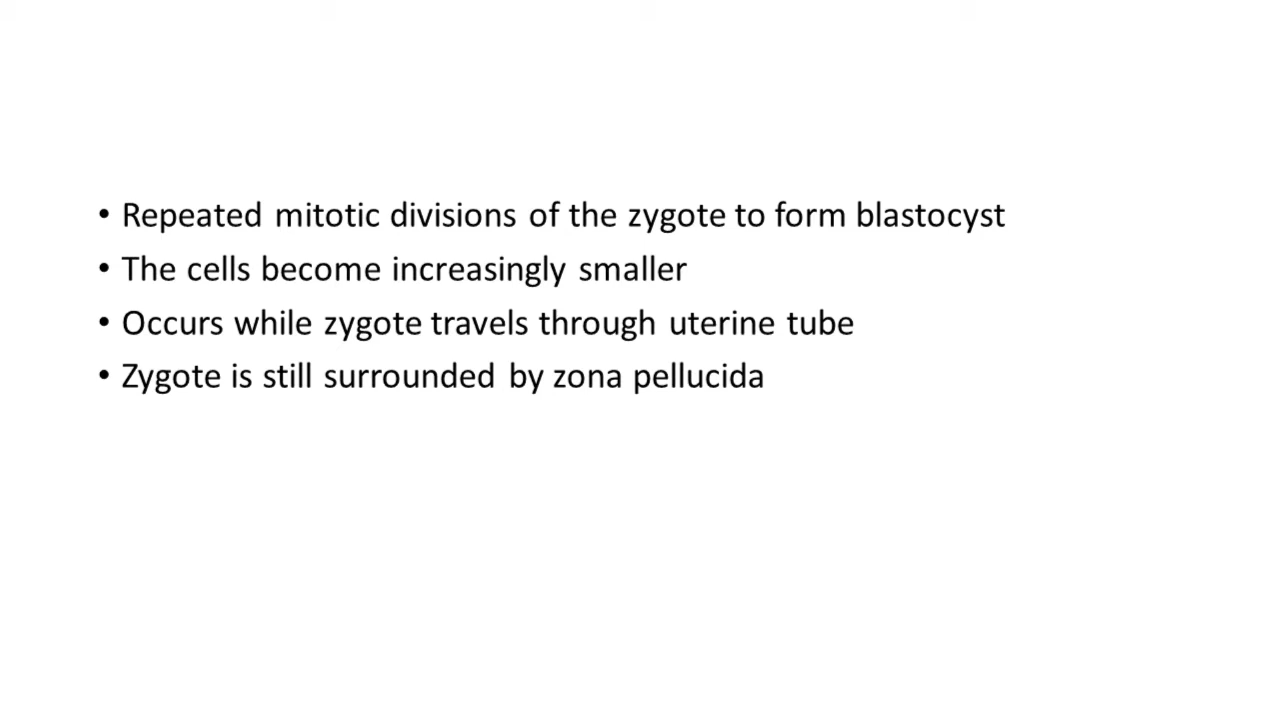 • Repeated mitotic divisions of the zygote to form blastocyst
• The cells become increasingly smaller
• Occurs while zygote travels through uterine tube
• Zygote is still surrounded by zona pellucida